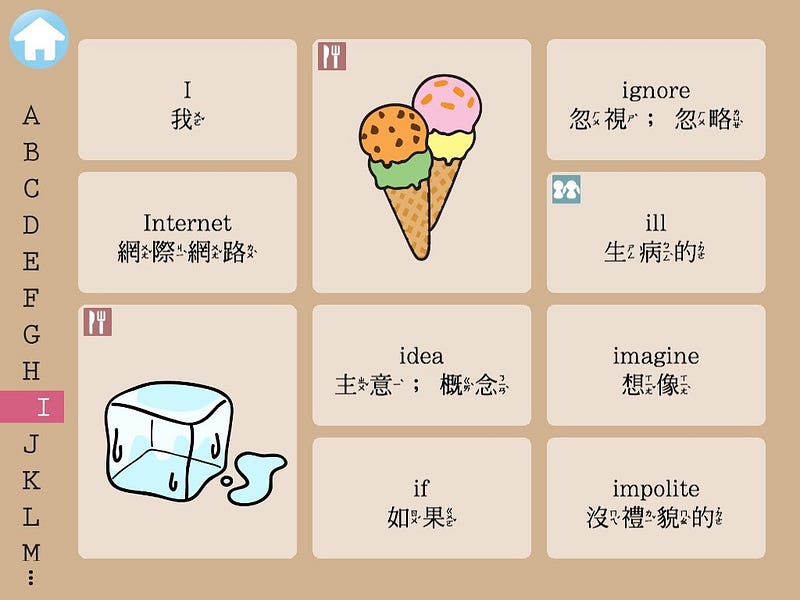 A
B
C
D
E
F
G
H
I
J
K
L
M
I
我
Internet
網際網路
idea
主意； 概念
if
如果
ignore
忽視； 忽略
ill
生病的
imagine
想像
impolite
沒禮貌的